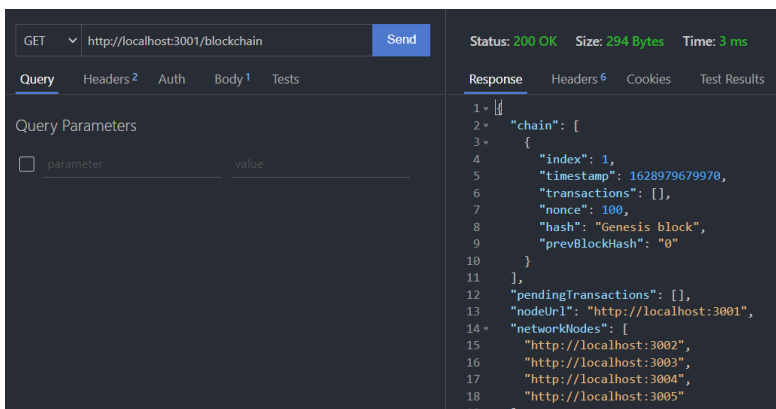 GET http://localhost:3001/blockchain Send
Query Headers 2 Auth Body 1 Tests
Query Parameters
parameter value
Status: 200 OK Size: 294 Bytes Time: 3 ms
Response Headers 6 Cookies Test Results
1 {
2 "chain": [
3 {
4 "index": 1,
5 "timestamp": 1628979679970,
6 "transactions": [],
7 "nonce": 100,
8 "hash": "Genesis block",
9 "prevBlockHash": "0"
10 }
11 ],
12 "pendingTransactions": [],
13 "nodeUrl": "http://localhost:3001",
14 "networkNodes": [
15 "http://localhost:3002",
16 "http://localhost:3003",
17 "http://localhost:3004",
18 "http://localhost:3005"